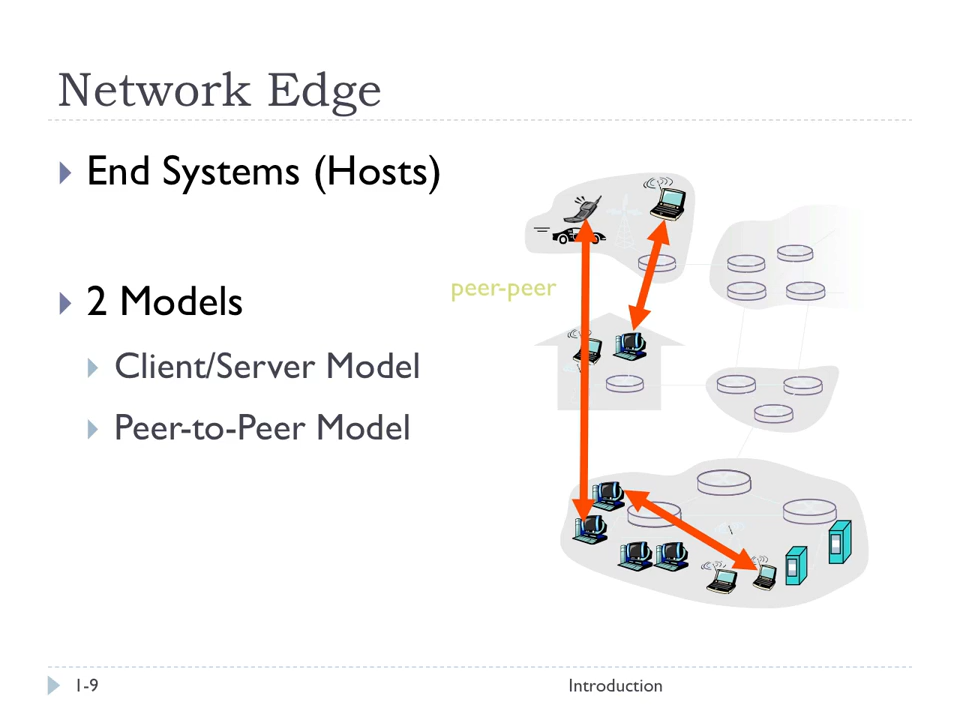 Network Edge
End Systems (Hosts)
2 Models
Client/Server Model
Peer-to-Peer Model
peer-peer
1-9
Introduction